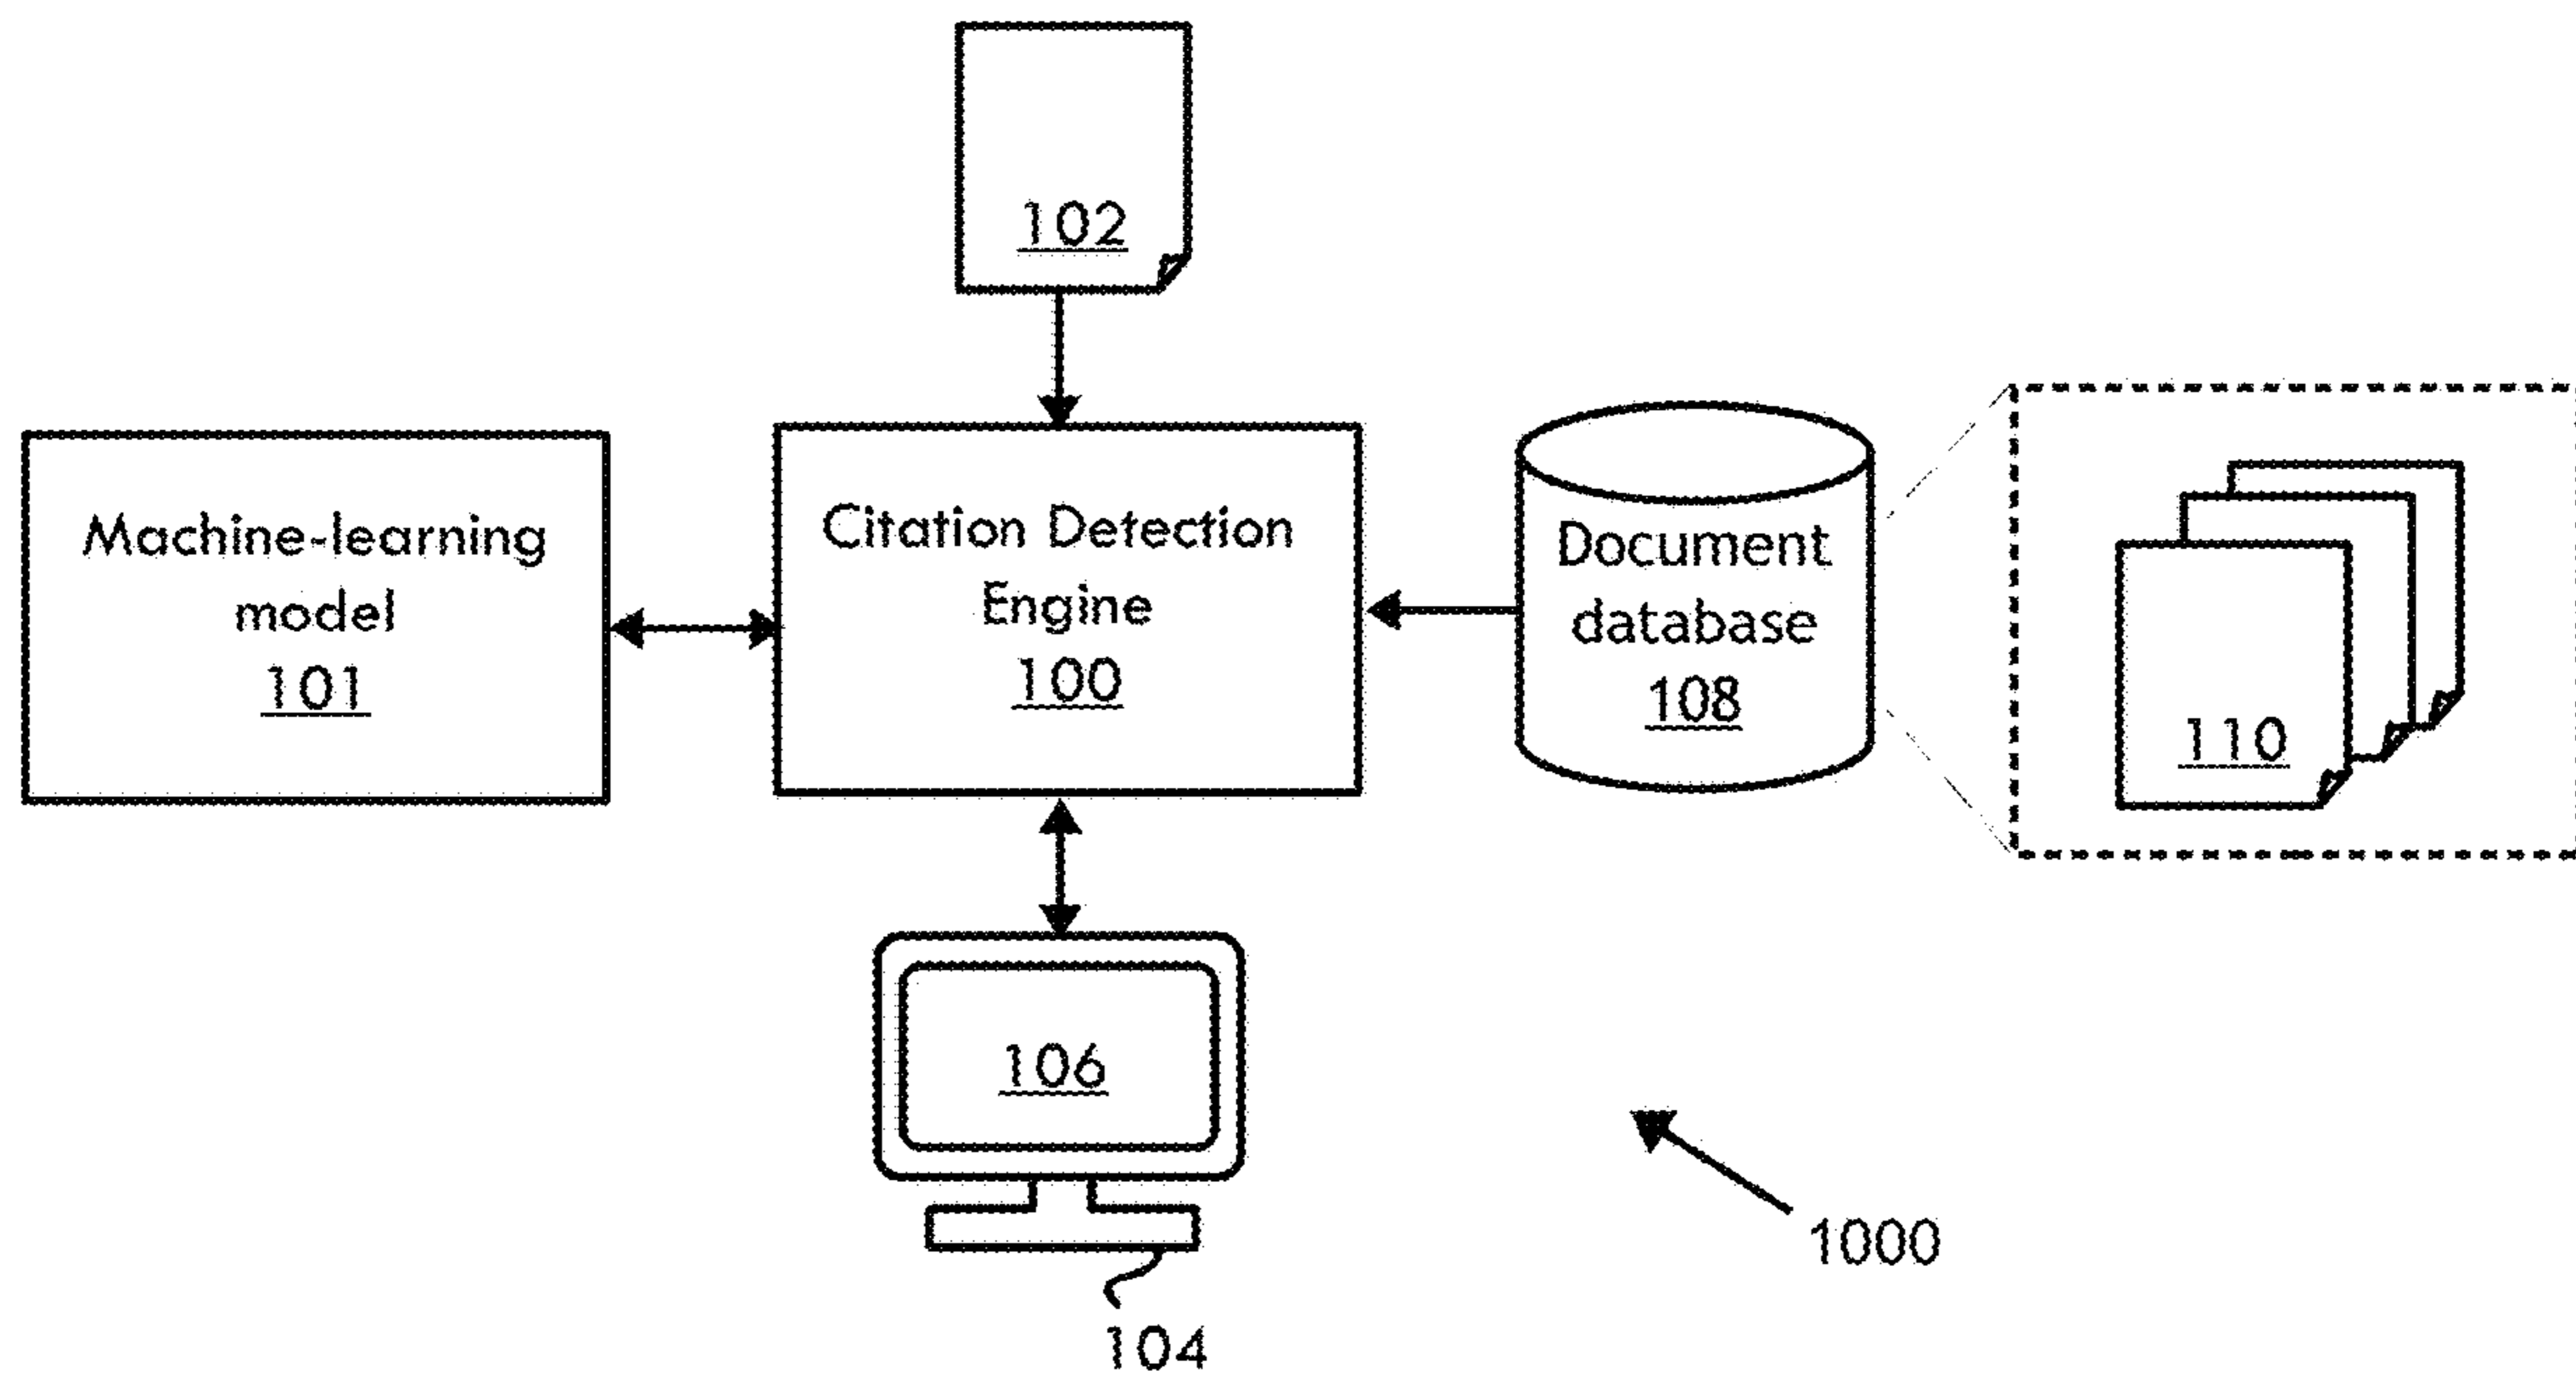 102
Machine-learning
model
101
Citation Detection
Engine
100
Document
database
108
110
106
1000
104